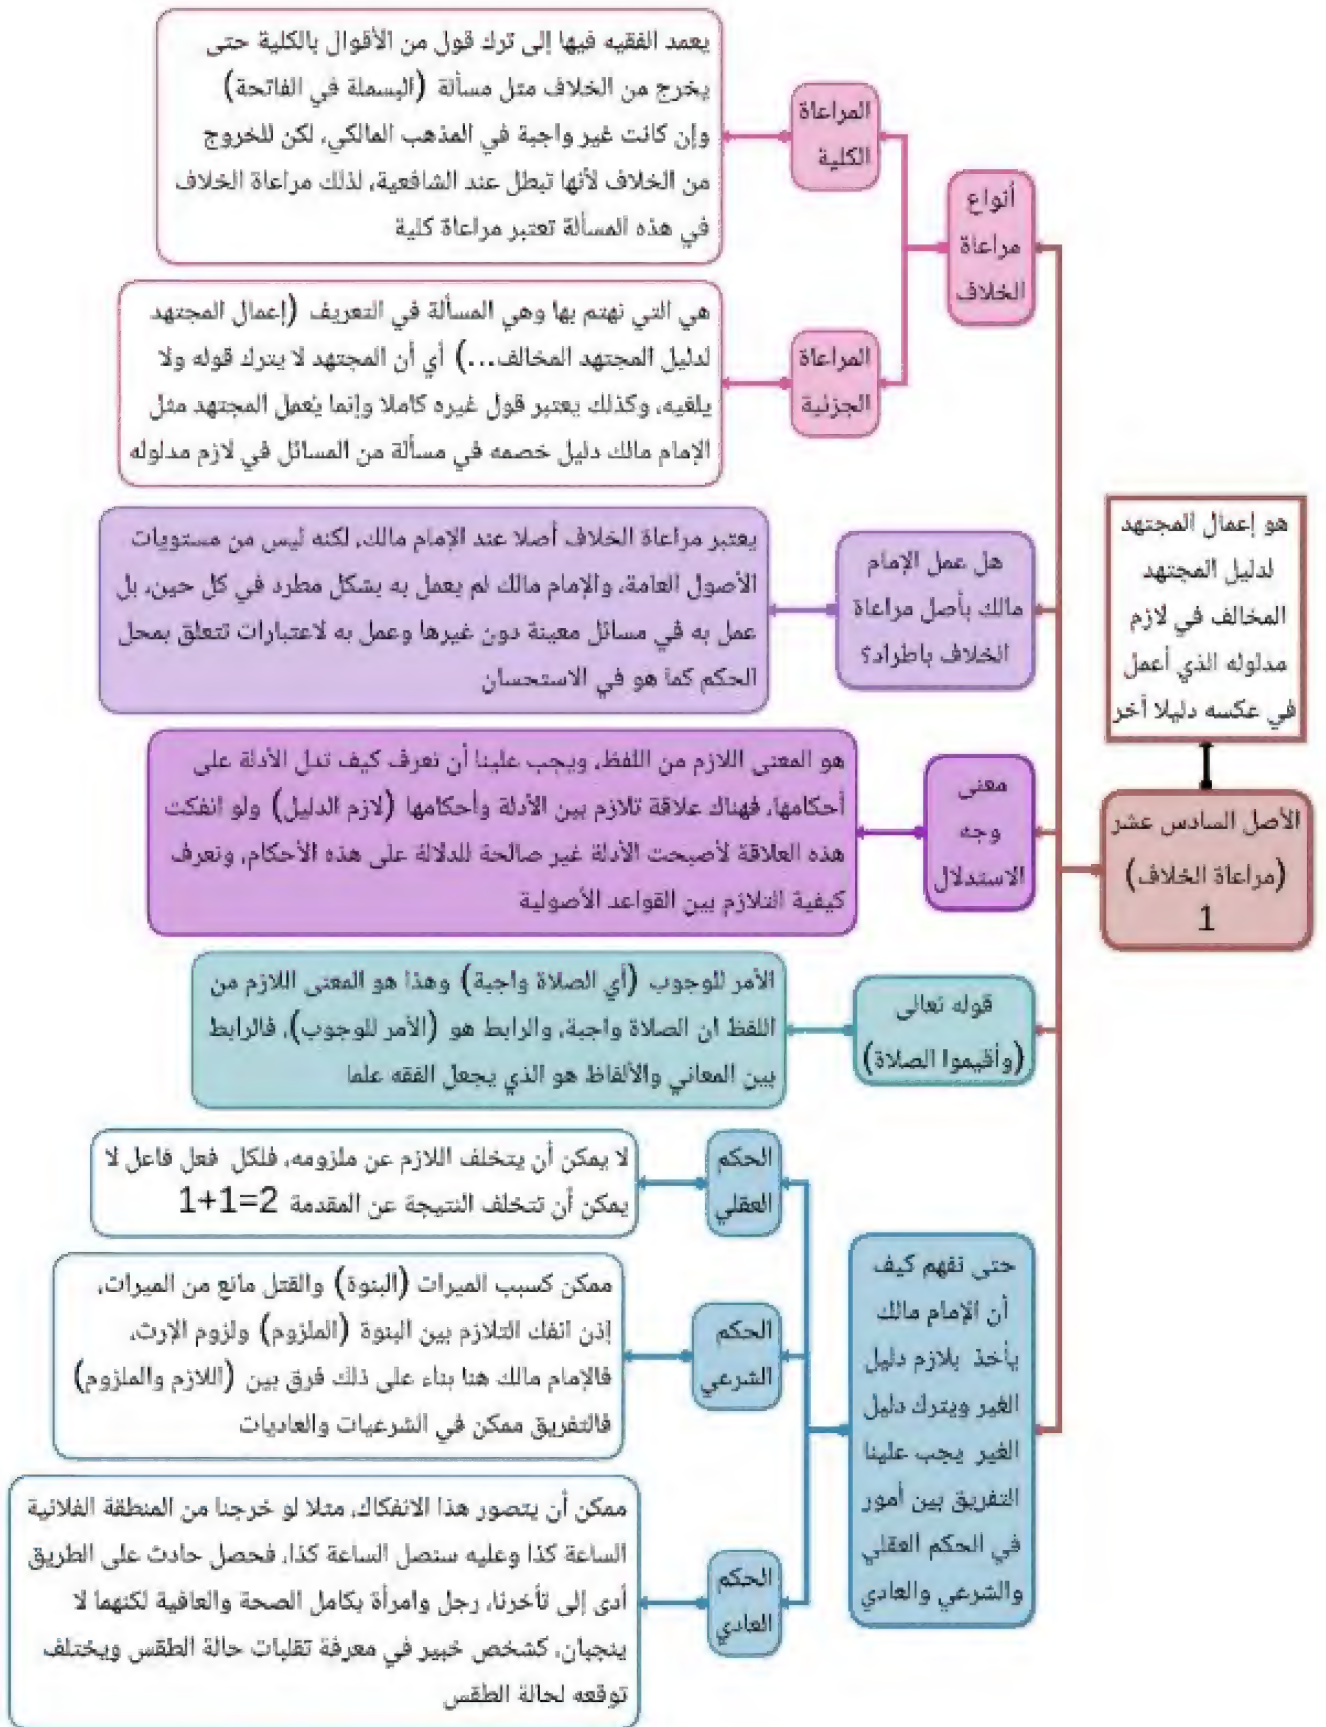 الأصل السادس عشر
(مراعاة الخلاف)
1
هو إعمال المجتهد
لدليل المجتهد
المخالف في لازم
مدلوله الذي أعمل
في عكسه دليلا أخر
أنواع
مراعاة
الخلاف
المراعاة
الكلية
يعمد الفقيه فيها إلى ترك قول من الأقوال بالكلية حتى
يخرج من الخلاف مثل مسألة (البسملة في الفاتحة)
وإن كانت غير واجبة في المذهب المالكي، لكن للخروج
من الخلاف لأنها تبطل عند الشافعية، لذلك مراعاة الخلاف
في هذه المسألة تعتبر مراعاة كلية
المراعاة
الجزئية
هي التي نهتم بها وهي المسألة في التعريف (إعمال المجتهد
لدليل المجتهد المخالف...) أي أن المجتهد لا يترك قوله ولا
يلغيه، وكذلك يعتبر قول غيره كاملا وإنما يُعمل المجتهد مثل
الإمام مالك دليل خصمه في مسألة من المسائل في لازم مدلوله
هل عمل الإمام
مالك بأصل مراعاة
الخلاف باطراد؟
يعتبر مراعاة الخلاف أصلا عند الإمام مالك، لكنه ليس من مستويات
الأصول العامة، والإمام مالك لم يعمل به بشكل مطرد في كل حين، بل
عمل به في مسائل معينة دون غيرها وعمل به لاعتبارات تتعلق بمحل
الحكم كما هو في الاستحسان
معنى
وجه
الاستدلال
هو المعنى اللازم من اللفظ، ويجب علينا أن نعرف كيف تدل الأدلة على
أحكامها، فهناك علاقة تلازم بين الأدلة وأحكامها (لازم الدليل) ولو انفكت
هذه العلاقة لأصبحت الأدلة غير صالحة للدلالة على هذه الأحكام، ونعرف
كيفية التلازم بين القواعد الأصولية
قوله تعالى
(وأقيموا الصلاة)
الأمر للوجوب (أي الصلاة واجبة) وهذا هو المعنى اللازم من
اللفظ ان الصلاة واجبة، والرابط هو (الأمر للوجوب)، فالرابط
بين المعاني والألفاظ هو الذي يجعل الفقه علما
حتى نفهم كيف
أن الإمام مالك
يأخذ بلازم دليل
الغير ويترك دليل
الغير يجب علينا
التفريق بين أمور
في الحكم العقلي
والشرعي والعادي
الحكم
العقلي
لا يمكن أن يتخلف اللازم عن ملزومه، فلكل فعل فاعل لا
يمكن أن تتخلف النتيجة عن المقدمة 2=1+1
الحكم
الشرعي
ممكن كسبب الميراث (البنوة) والقتل مانع من الميراث،
إذن انفك التلازم بين البنوة (الملزوم) ولزوم الإرث،
فالإمام مالك هنا بناء على ذلك فرق بين (اللازم والملزوم)
فالتفريق ممكن في الشرعيات والعاديات
الحكم
العادي
ممكن أن يتصور هذا الانفكاك، مثلا لو خرجنا من المنطقة الفلانية
الساعة كذا وعليه سنصل الساعة كذا، فحصل حادث على الطريق
أدى إلى تأخرنا، رجل وامرأة بكامل الصحة والعافية لكنهما لا
ينجبان، كشخص خبير في معرفة تقلبات حالة الطقس ويختلف
توقعه لحالة الطقس